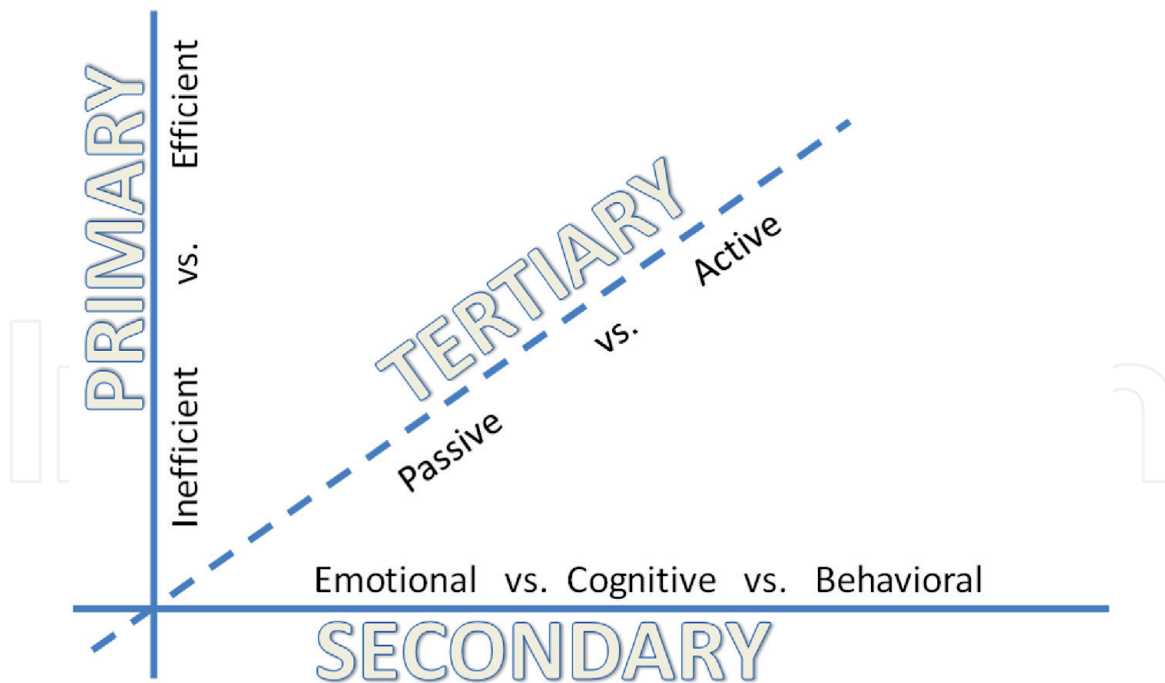 PRIMARY
Inefficient vs. Efficient
TERTIARY
Passive vs. Active
Emotional vs. Cognitive vs. Behavioral
SECONDARY